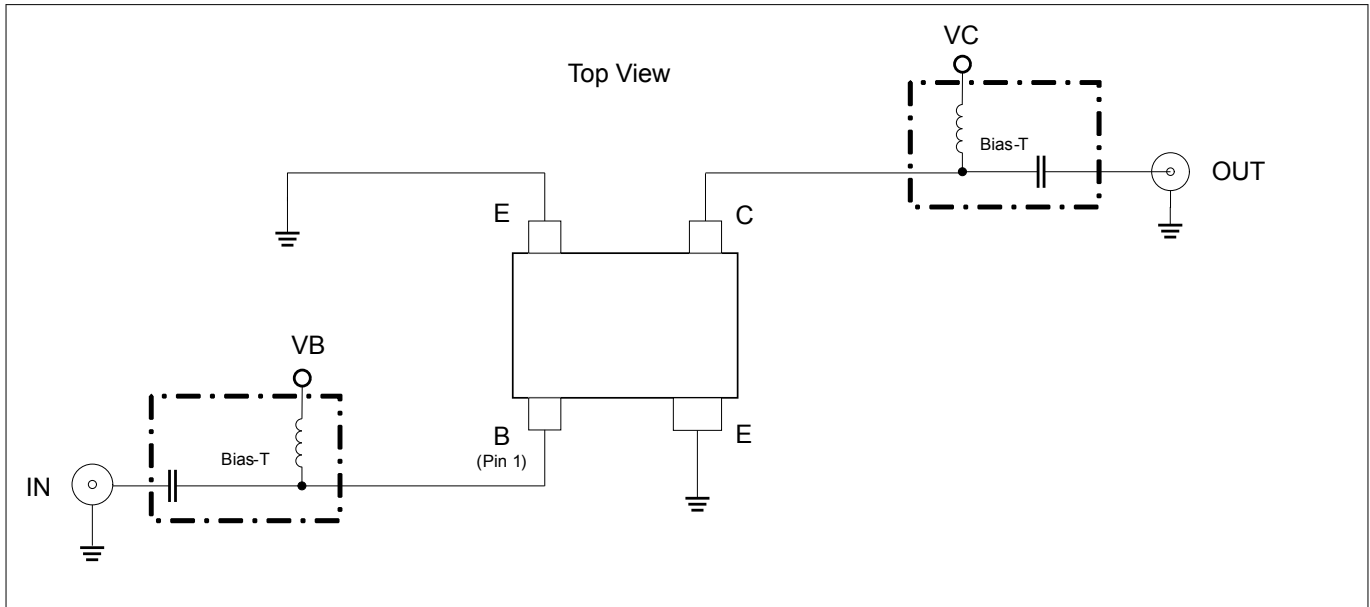 VC
Top View
Bias-T
OUT
E
C
VB
B
(Pin 1)
E
Bias-T
IN